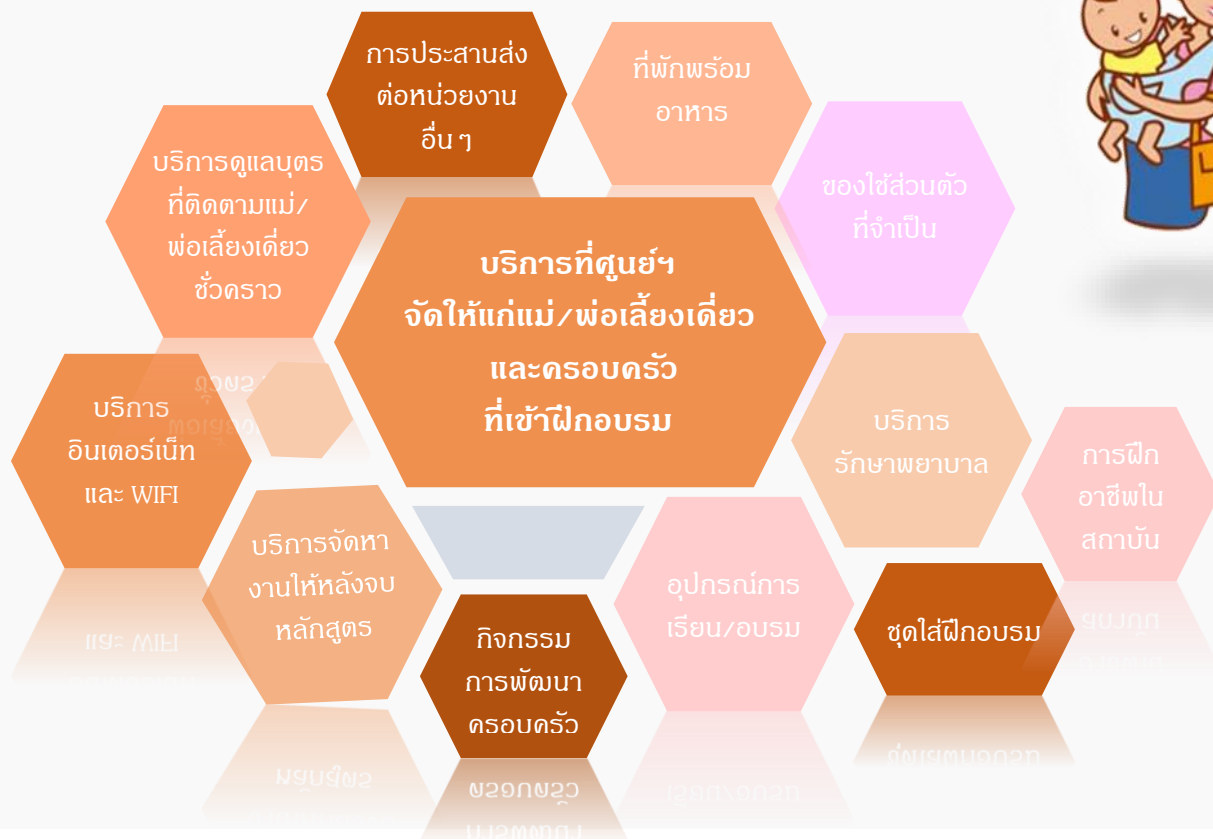 การประสานส่ง
ต่อหน่วยงาน
อื่น ๆ
ที่พักพร้อม
อาหาร
บริการดูแลบุตร
ที่ติดตามแม่/
พ่อเลี้ยงเดี่ยว
ชั่วคราว
ของใช้ส่วนตัว
ที่จำเป็น
บริการที่ศูนย์ฯ
จัดให้แก่แม่/พ่อเลี้ยงเดี่ยว
และครอบครัว
ที่เข้าฝึกอบรม
บริการ
อินเตอร์เน็ท
และ WIFI
บริการ
รักษาพยาบาล
การฝึก
อาชีพใน
สถาบัน
บริการจัดหา
งานให้หลังจบ
หลักสูตร
กิจกรรม
การพัฒนา
ครอบครัว
อุปกรณ์การ
เรียน/อบรม
ชุดใส่ฝึกอบรม